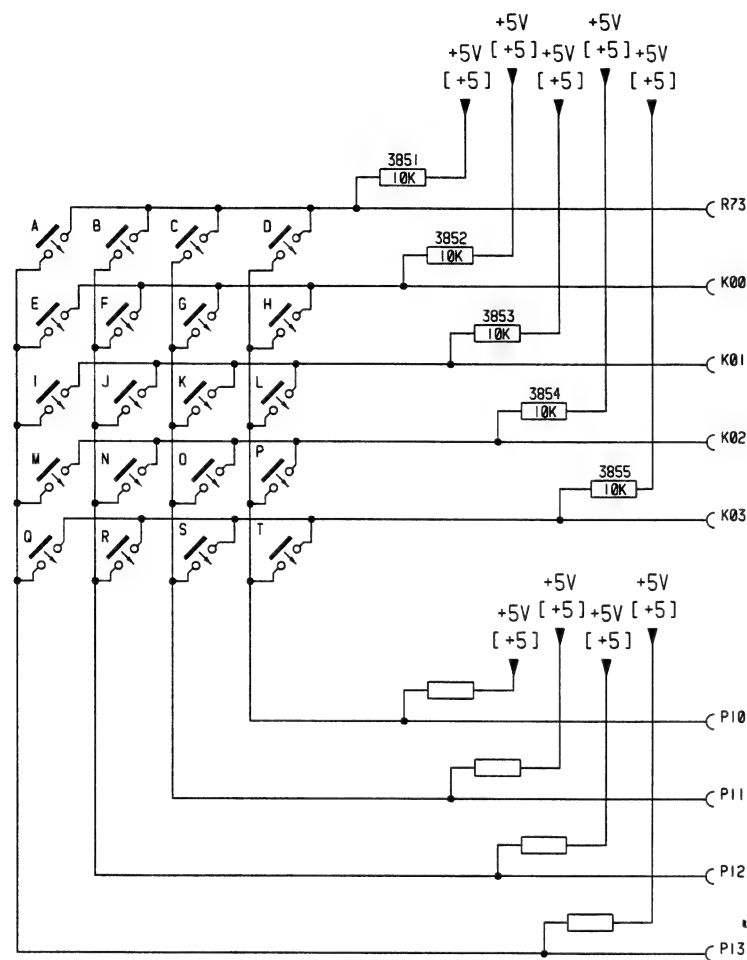 +5V +5V
+5V [+5] +5V [+5] +5V
[+5] [+5] [+5]
3851
10K
R73
A B C D
3852
10K
K00
E F G H
3853
10K
K01
I J K L
3854
10K
K02
M N O P
3855
10K
K03
Q R S T
+5V +5V
+5V [+5] +5V [+5]
[+5] [+5]
P10
P11
P12
P13